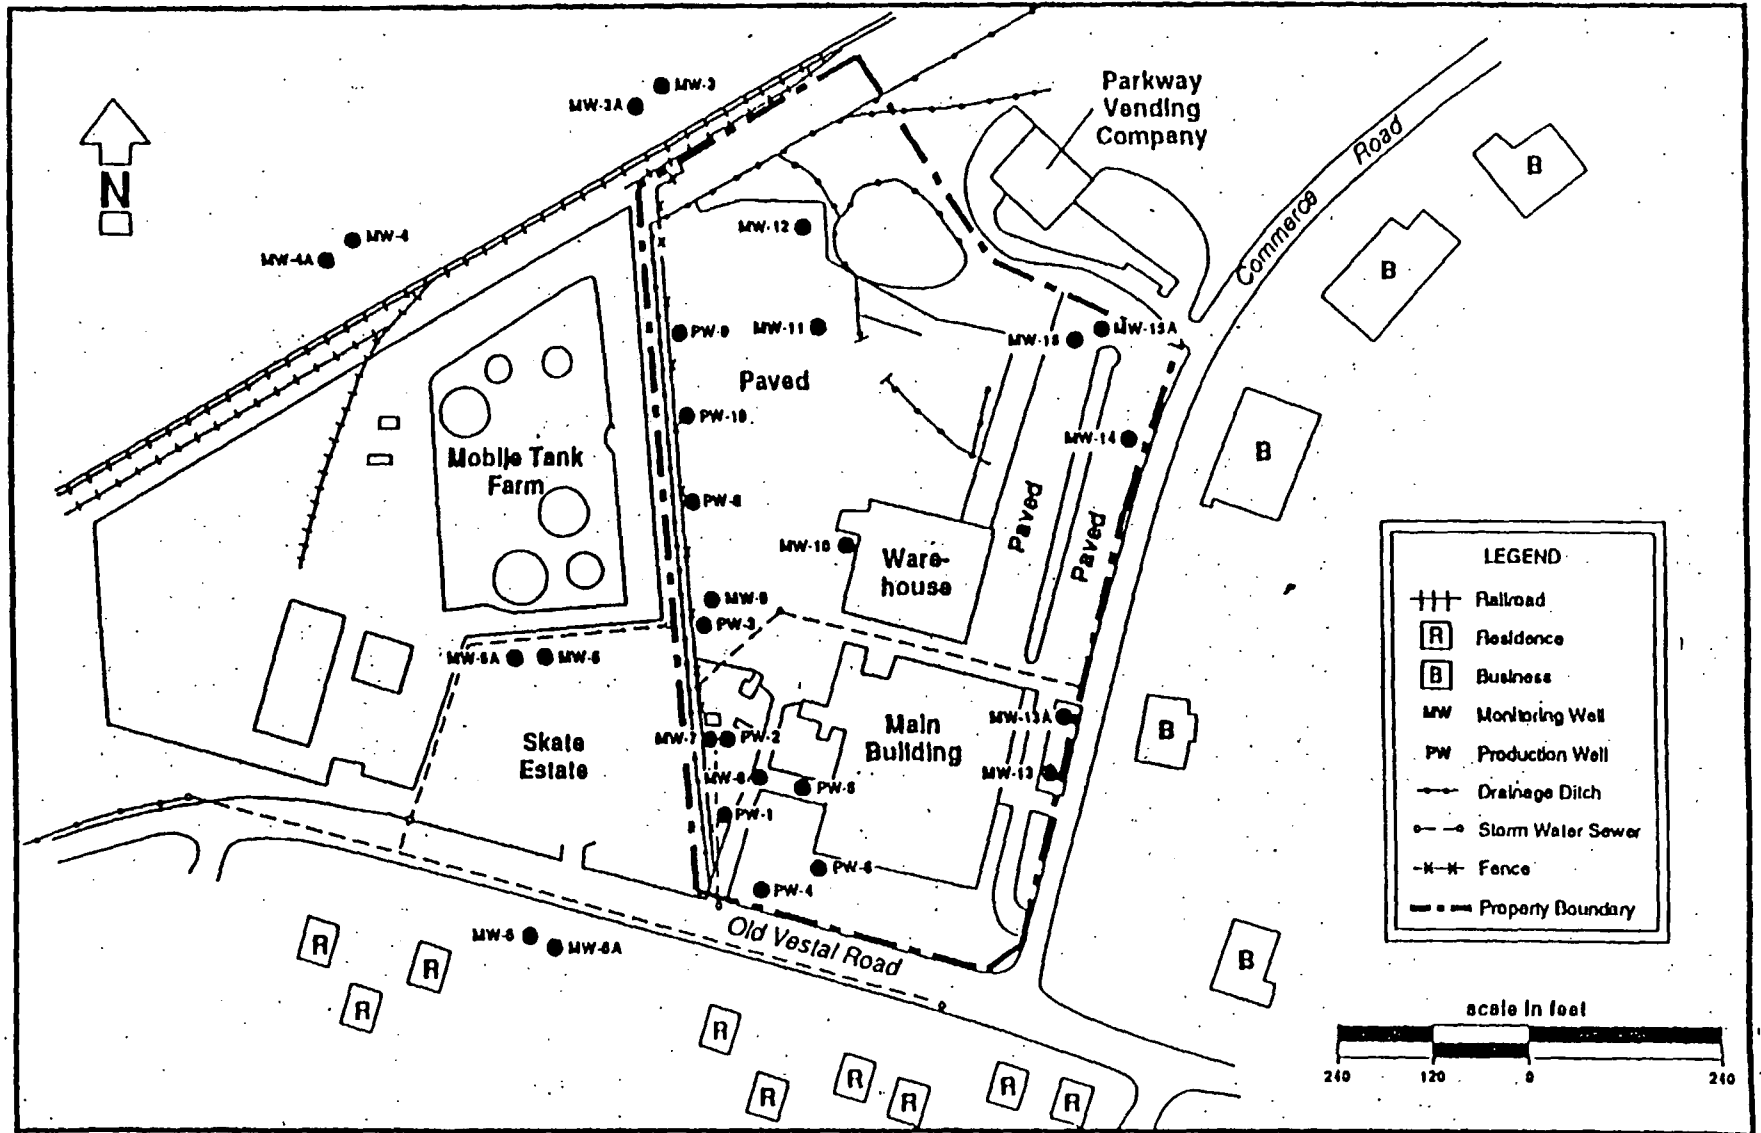 MW-3
MW-3A
Parkway
Vending
Company
N
Commerce Road
B
B
MW-4
MW-4A
MW-12
PW-9
MW-11
MW-15A
MW-15
Paved
PW-10
MW-14
B
Mobile Tank
Farm
PW-8
Paved
Paved
MW-10
Ware-
house
MW-9
PW-3
MW-5A
MW-5
MW-13A
Main
Building
B
Skate
Estate
MW-7
PW-2
MW-8
PW-6
MW-13
PW-1
PW-5
PW-4
Old Vestal Road
MW-6
MW-6A
R
R
R
B
R
R
R
R
R
R
LEGEND
Railroad
R Residence
B Business
MW Monitoring Well
PW Production Well
Drainage Ditch
Storm Water Sewer
Fence
Property Boundary
scale in feet
240 120 0 240